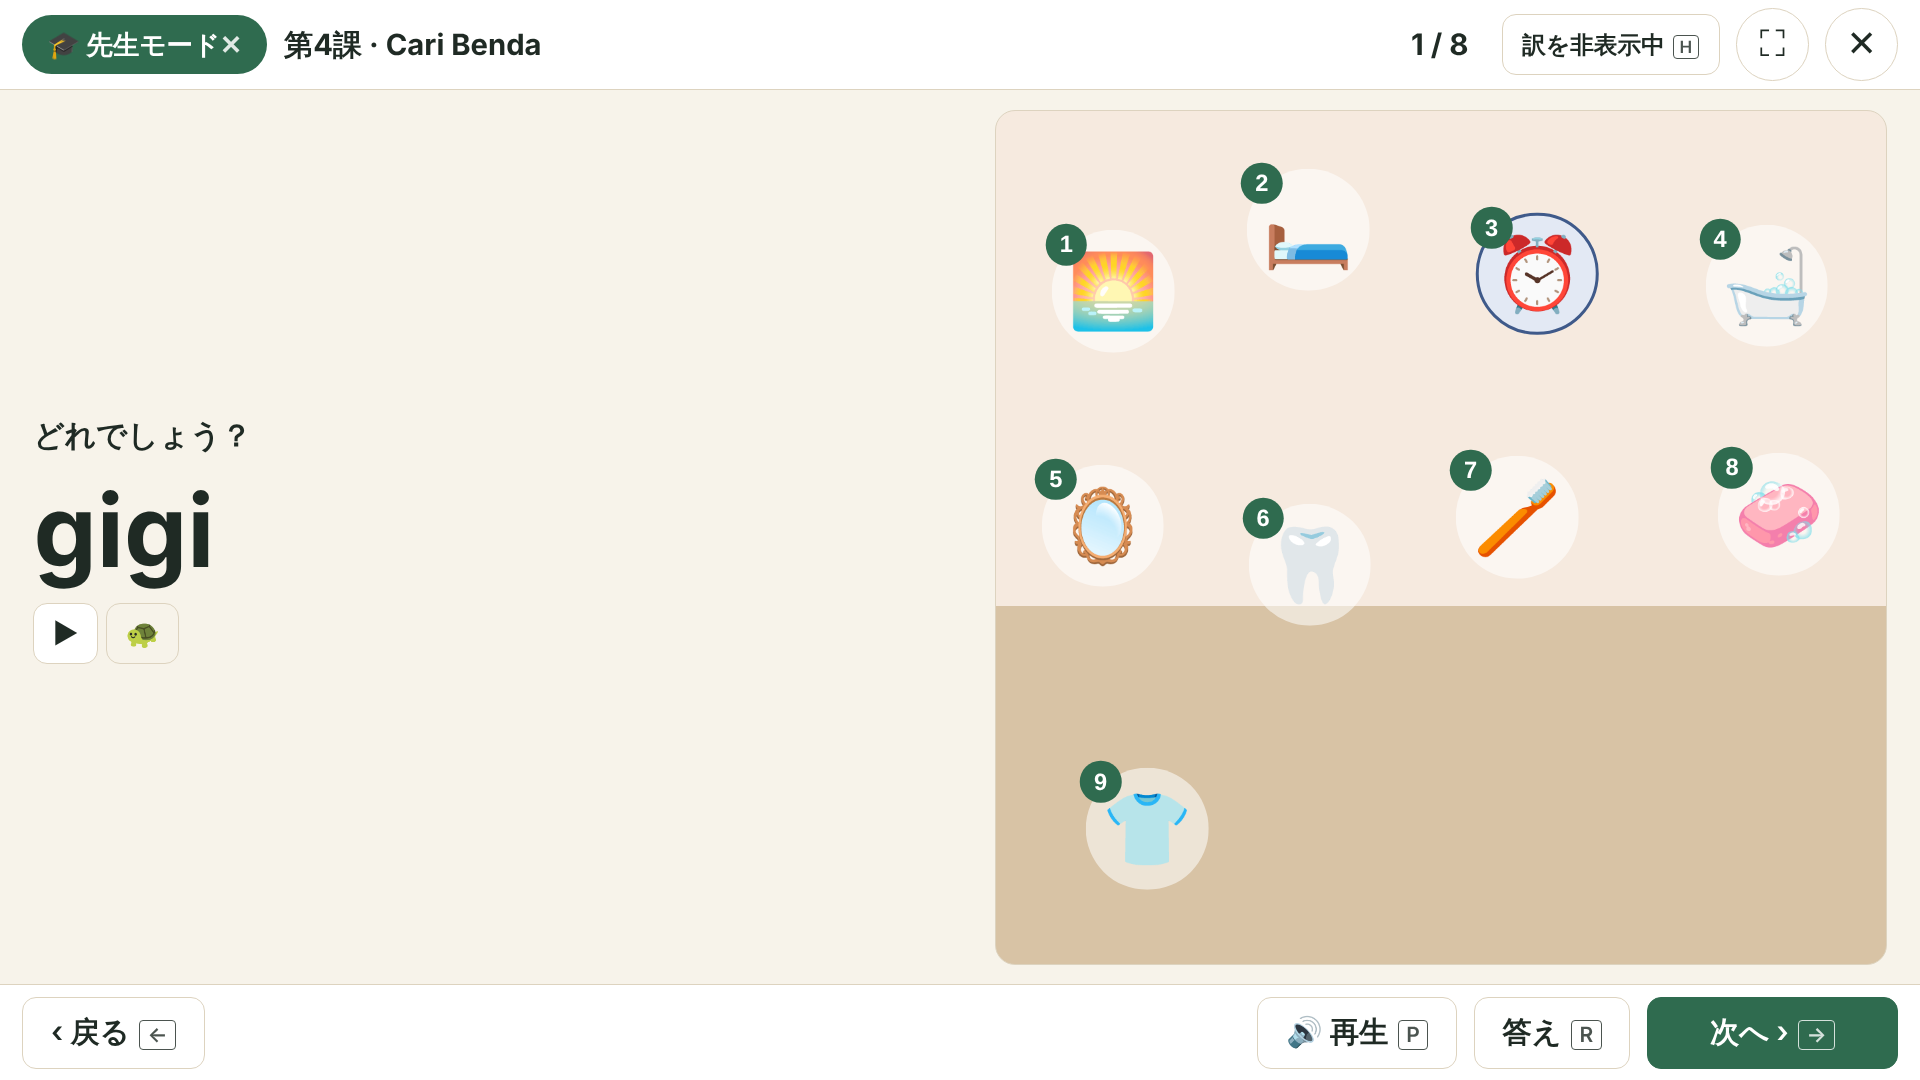 🎓 先生モード✕
第4課 · Cari Benda
1 / 8
訳を非表示中 H
✕
どれでしょう？
gigi
1
2
3
4
5
6
7
8
9
‹ 戻る ←
再生 P
答え R
次へ › →